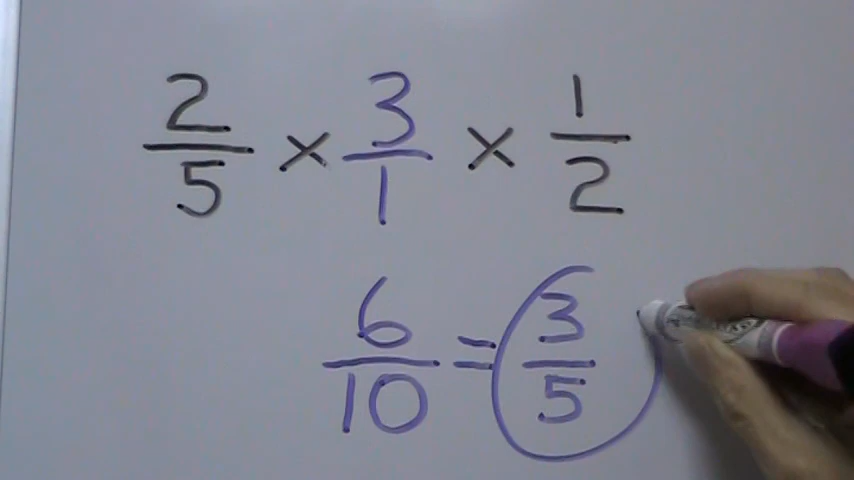 2/5 × 3/1 × 1/2
6/10 = 3/5